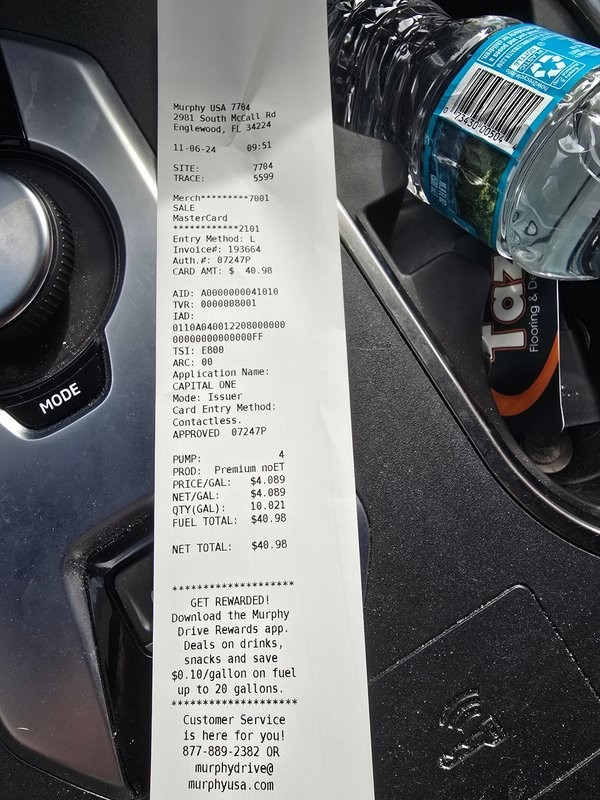 Murphy USA 7704
2981 South McCall Rd
Englewood, FL 34224
11-06-24 09:51
SITE: 7704
TRACE: 5599
Merch*********7001
SALE
MasterCard
************2101
Entry Method: L
Invoice#: 193664
Auth.#: 07247P
CARD AMT: $ 40.98
AID: A0000000041010
TVR: 0000008001
IAD:
0110A040012208000000
00000000000000FF
TSI: E800
ARC: 00
Application Name:
CAPITAL ONE
Mode: Issuer
Card Entry Method:
Contactless.
APPROVED 07247P
PUMP: 4
PROD: Premium noET
PRICE/GAL: $4.089
NET/GAL: $4.089
QTY(GAL): 10.021
FUEL TOTAL: $40.98
NET TOTAL: $40.98
*******************
GET REWARDED!
Download the Murphy
Drive Rewards app.
Deals on drinks,
snacks and save
$0.10/gallon on fuel
up to 20 gallons.
*******************
Customer Service
is here for you!
877-889-2382 OR
murphydrive@
murphyusa.com
MODE
PLASTIC
BOTTLE
Taz
Flooring & D